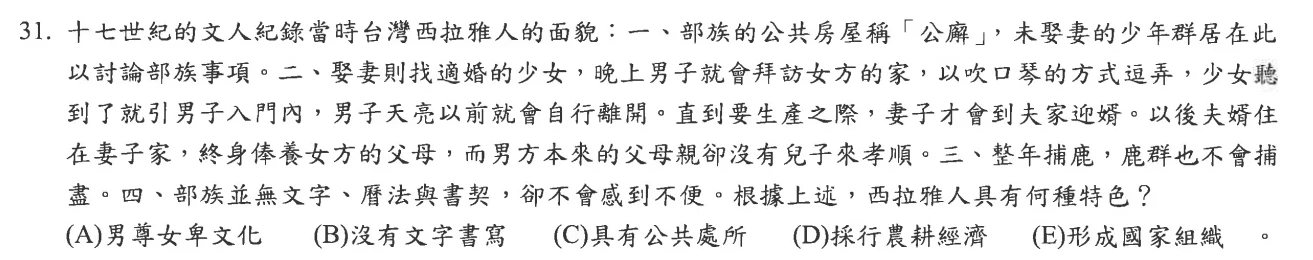 31. 十七世紀的文人紀錄當時台灣西拉雅人的面貌：一、部族的公共房屋稱「公廨」，未娶妻的少年群居在此
以討論部族事項。二、娶妻則找適婚的少女，晚上男子就會拜訪女方的家，以吹口琴的方式逗弄，少女聽
到了就引男子入門內，男子天亮以前就會自行離開。直到要生產之際，妻子才會到夫家迎婿。以後夫婿住
在妻子家，終身俸養女方的父母，而男方本來的父母親卻沒有兒子來孝順。三、整年捕鹿，鹿群也不會捕
盡。四、部族並無文字、曆法與書契，卻不會感到不便。根據上述，西拉雅人具有何種特色？
(A)男尊女卑文化 (B)沒有文字書寫 (C)具有公共處所 (D)採行農耕經濟 (E)形成國家組織 。